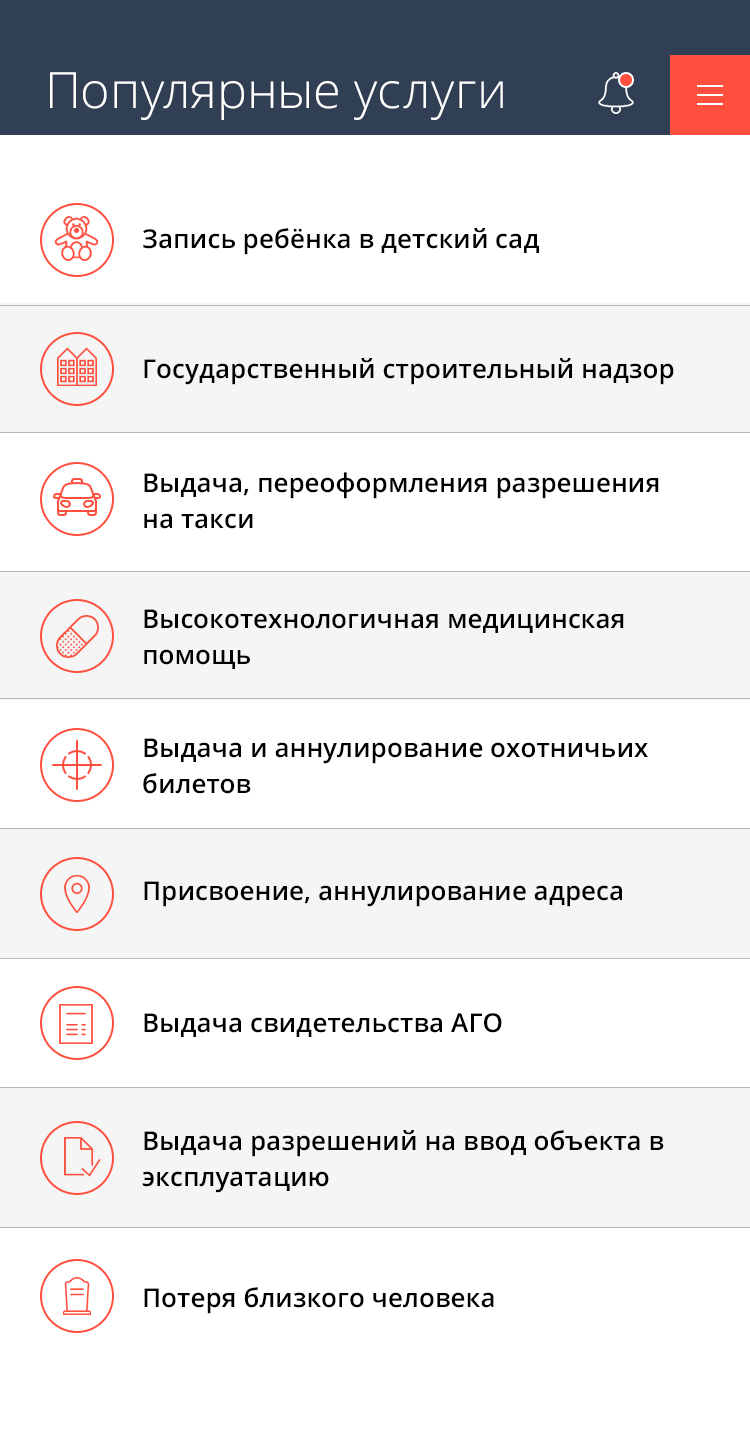 Популярные услуги
Запись ребёнка в детский сад
Государственный строительный надзор
Выдача, переоформления разрешения
на такси
Высокотехнологичная медицинская
помощь
Выдача и аннулирование охотничьих
билетов
Присвоение, аннулирование адреса
Выдача свидетельства АГО
Выдача разрешений на ввод объекта в
эксплуатацию
Потеря близкого человека